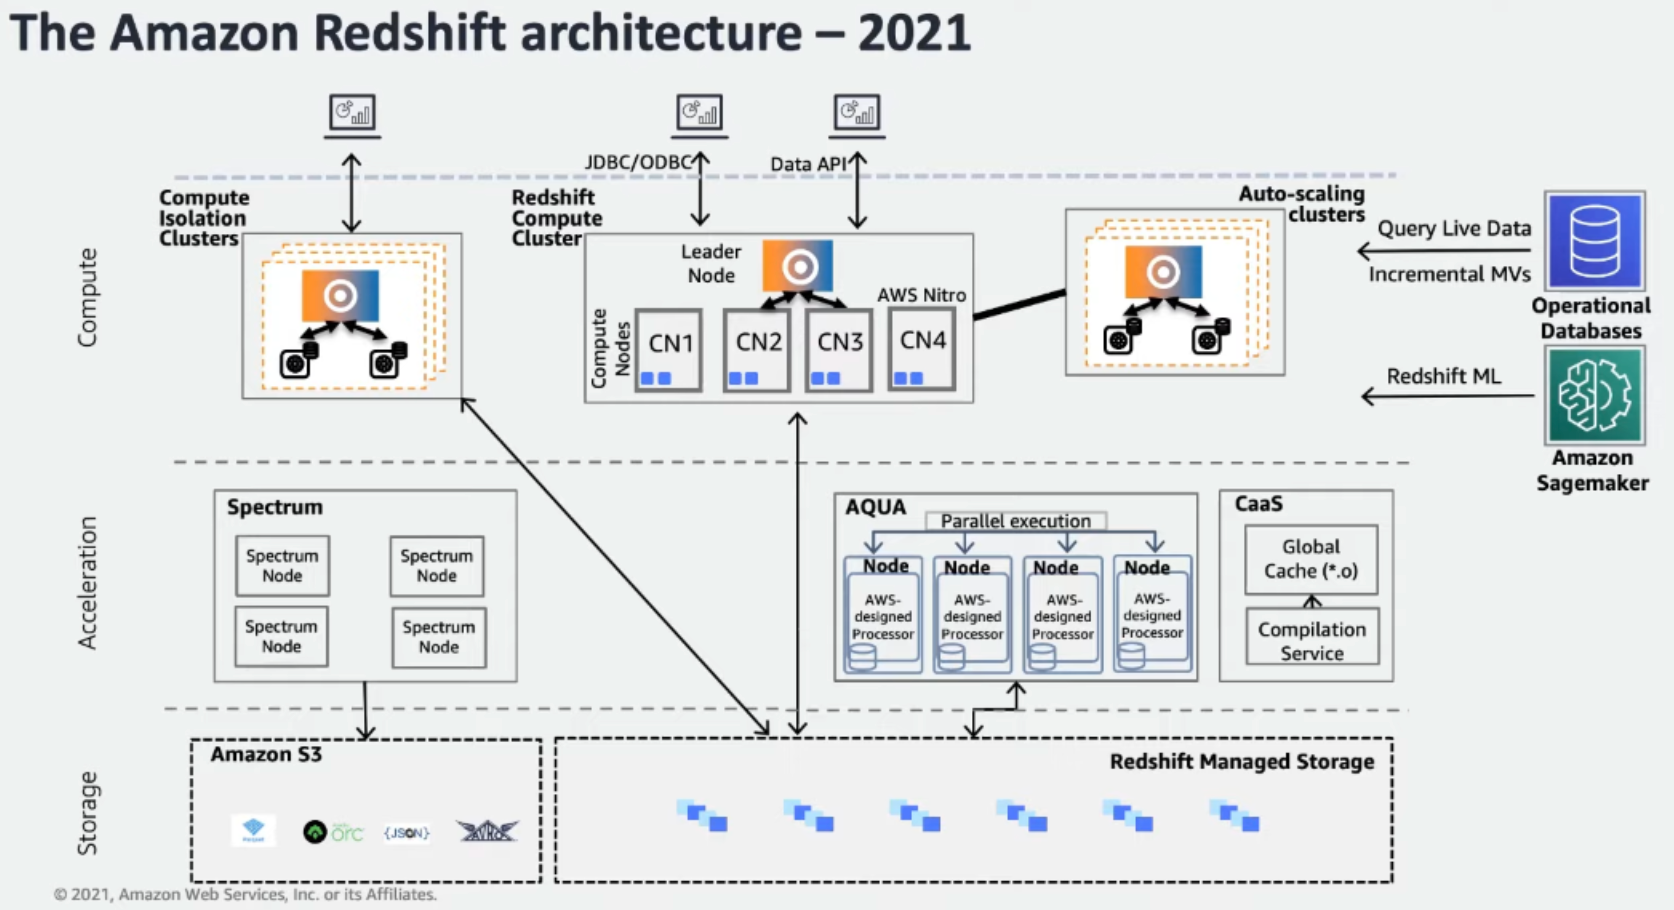 The Amazon Redshift architecture – 2021
JDBC/ODBC
Data API
Compute
Isolation
Clusters
Redshift
Compute
Cluster
Auto-scaling
clusters
Compute
Leader
Node
AWS Nitro
Compute
Nodes
CN1
CN2
CN3
CN4
Query Live Data
Incremental MVs
Operational
Databases
Redshift ML
Amazon
Sagemaker
Acceleration
Spectrum
Spectrum
Node
Spectrum
Node
Spectrum
Node
Spectrum
Node
AQUA
Parallel execution
Node
AWS-
designed
Processor
Node
AWS-
designed
Processor
Node
AWS-
designed
Processor
Node
AWS-
designed
Processor
CaaS
Global
Cache (*.o)
Compilation
Service
Storage
Amazon S3
Parquet
orc
{JSON}
AVRO
Redshift Managed Storage
© 2021, Amazon Web Services, Inc. or its Affiliates.